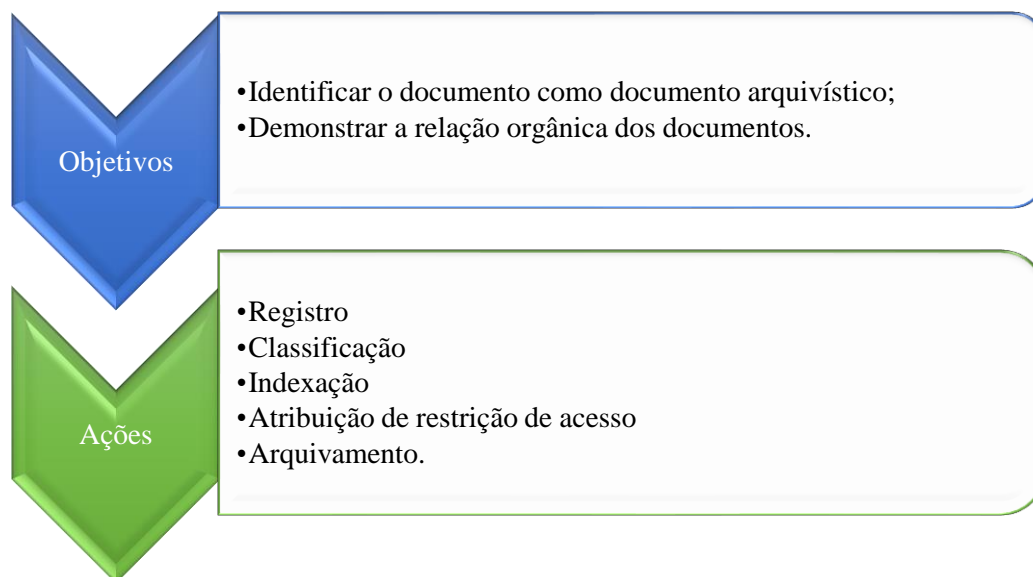 Objetivos
•Identificar o documento como documento arquivístico;
•Demonstrar a relação orgânica dos documentos.
Ações
•Registro
•Classificação
•Indexação
•Atribuição de restrição de acesso
•Arquivamento.